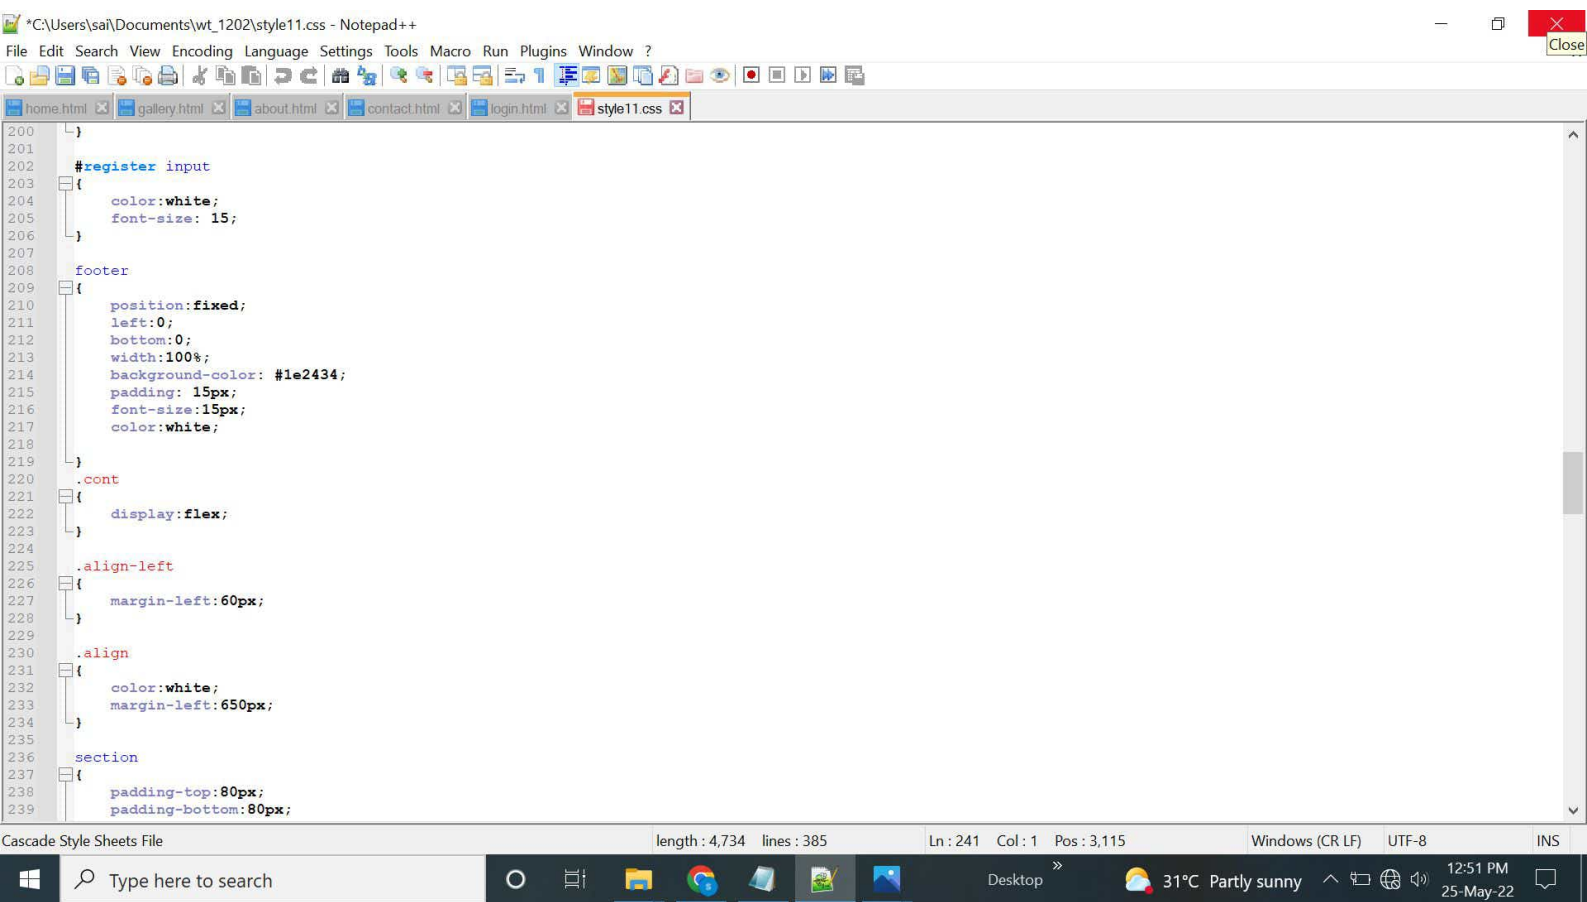 *C:\Users\sai\Documents\wt_1202\style11.css - Notepad++
Close
File Edit Search View Encoding Language Settings Tools Macro Run Plugins Window ?
home.html gallery.html about.html contact.html login.html style11.css
200 }
201
202 #register input
203 {
204 color:white;
205 font-size: 15;
206 }
207
208 footer
209 {
210 position:fixed;
211 left:0;
212 bottom:0;
213 width:100%;
214 background-color: #1e2434;
215 padding: 15px;
216 font-size:15px;
217 color:white;
218
219 }
220 .cont
221 {
222 display:flex;
223 }
224
225 .align-left
226 {
227 margin-left:60px;
228 }
229
230 .align
231 {
232 color:white;
233 margin-left:650px;
234 }
235
236 section
237 {
238 padding-top:80px;
239 padding-bottom:80px;
Cascade Style Sheets File length : 4,734 lines : 385 Ln : 241 Col : 1 Pos : 3,115 Windows (CR LF) UTF-8 INS
Type here to search Desktop » 31°C Partly sunny 12:51 PM
25-May-22